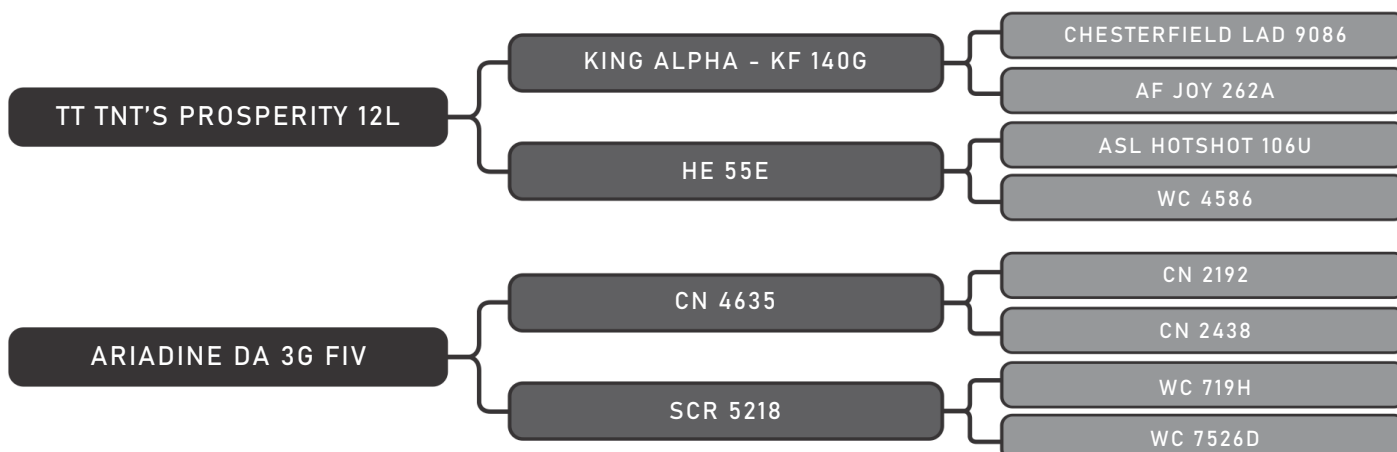 TT TNT'S PROSPERITY 12L
KING ALPHA - KF 140G
CHESTERFIELD LAD 9086
AF JOY 262A
HE 55E
ASL HOTSHOT 106U
WC 4586
ARIADINE DA 3G FIV
CN 4635
CN 2192
CN 2438
SCR 5218
WC 719H
WC 7526D